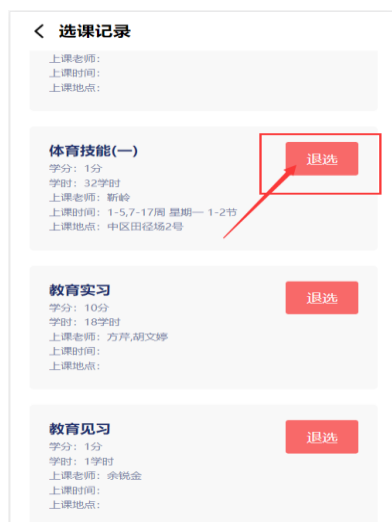 选课记录
上课老师：
上课时间：
上课地点：
体育技能(一)
退选
学分：1分
学时：32学时
上课老师：靳岭
上课时间：1-5,7-17周 星期一 1-2节
上课地点：中区田径场2号
教育实习
退选
学分：10分
学时：18学时
上课老师：方芹,胡文婷
上课时间：
上课地点：
教育见习
退选
学分：1分
学时：1学时
上课老师：余锐金
上课时间：
上课地点：